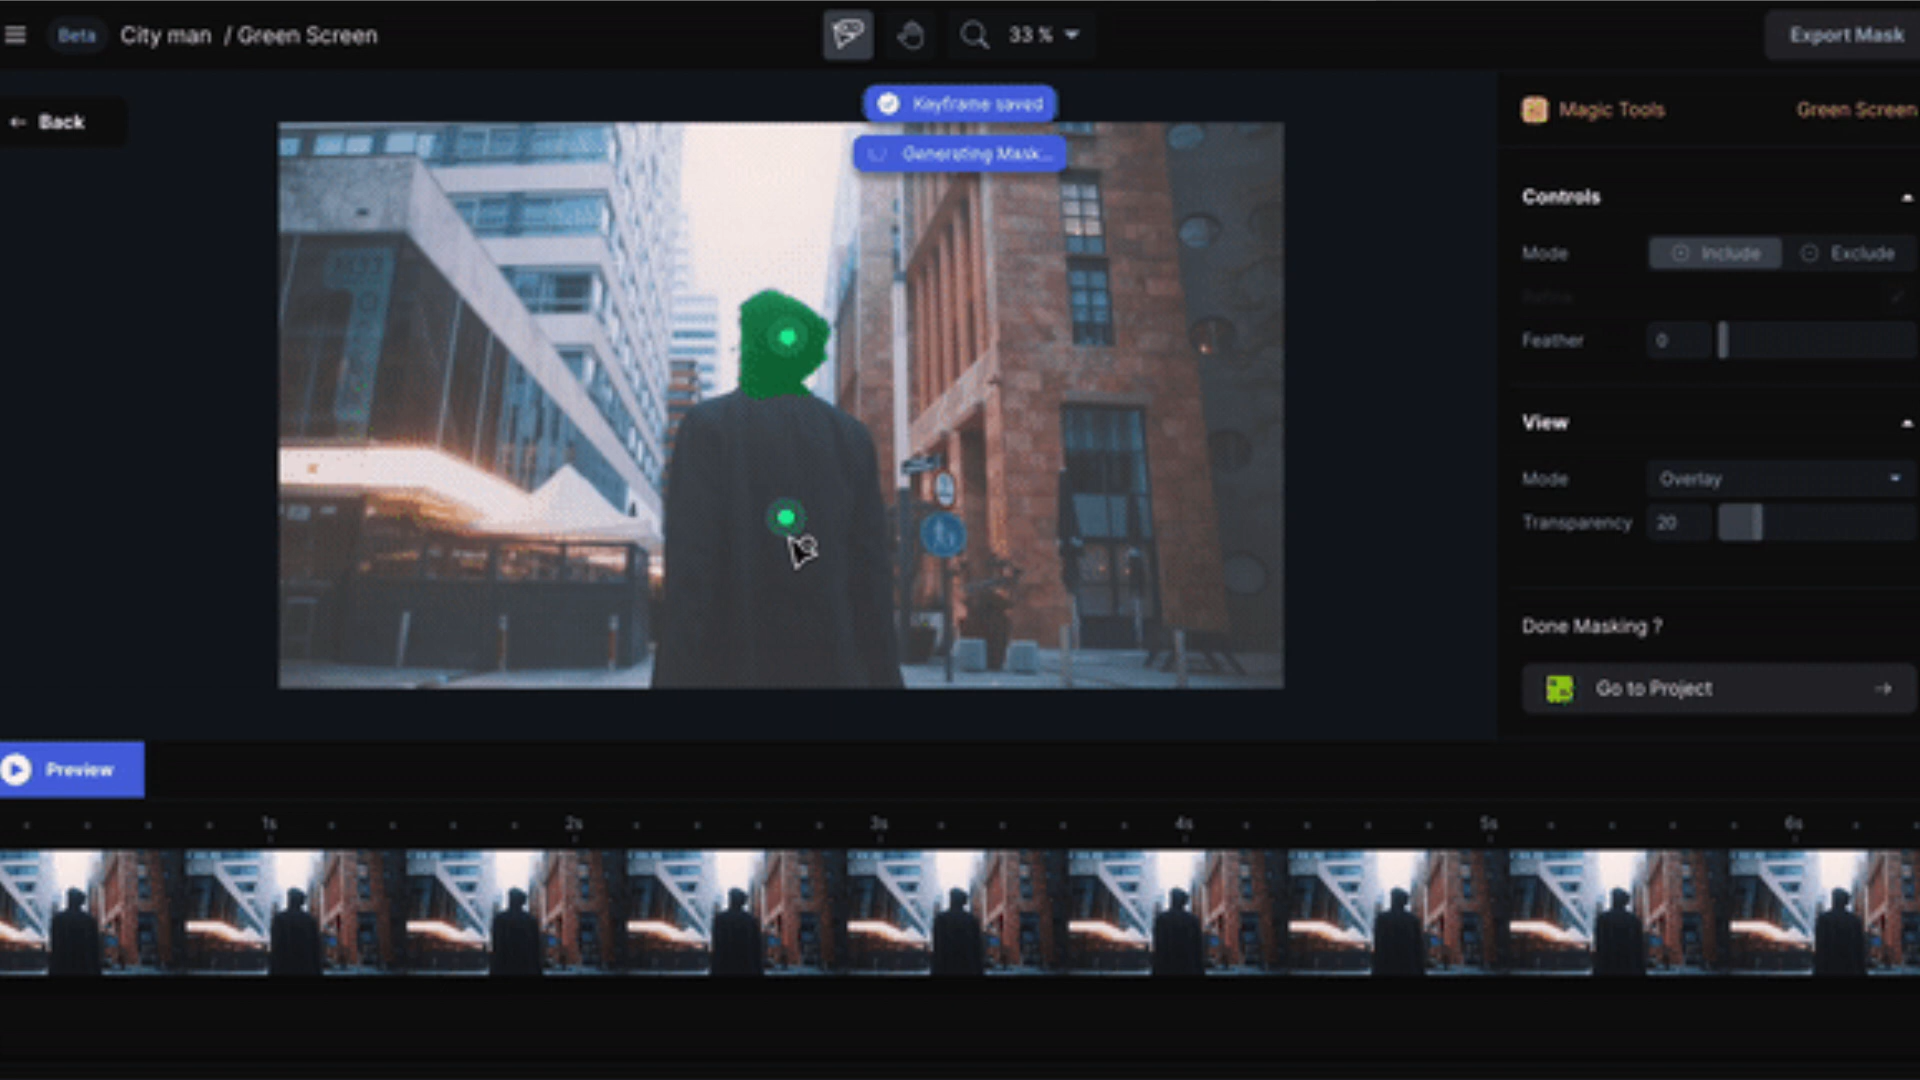 Beta City man / Green Screen 33 % Export Mask
Back
Keyframe saved
Generating Mask...
Magic Tools Green Screen
Controls
Mode Include Exclude
Refine
Feather 0
View
Mode Overlay
Transparency 20
Done Masking ?
Go to Project
Preview
1s 2s 3s 4s 5s 6s